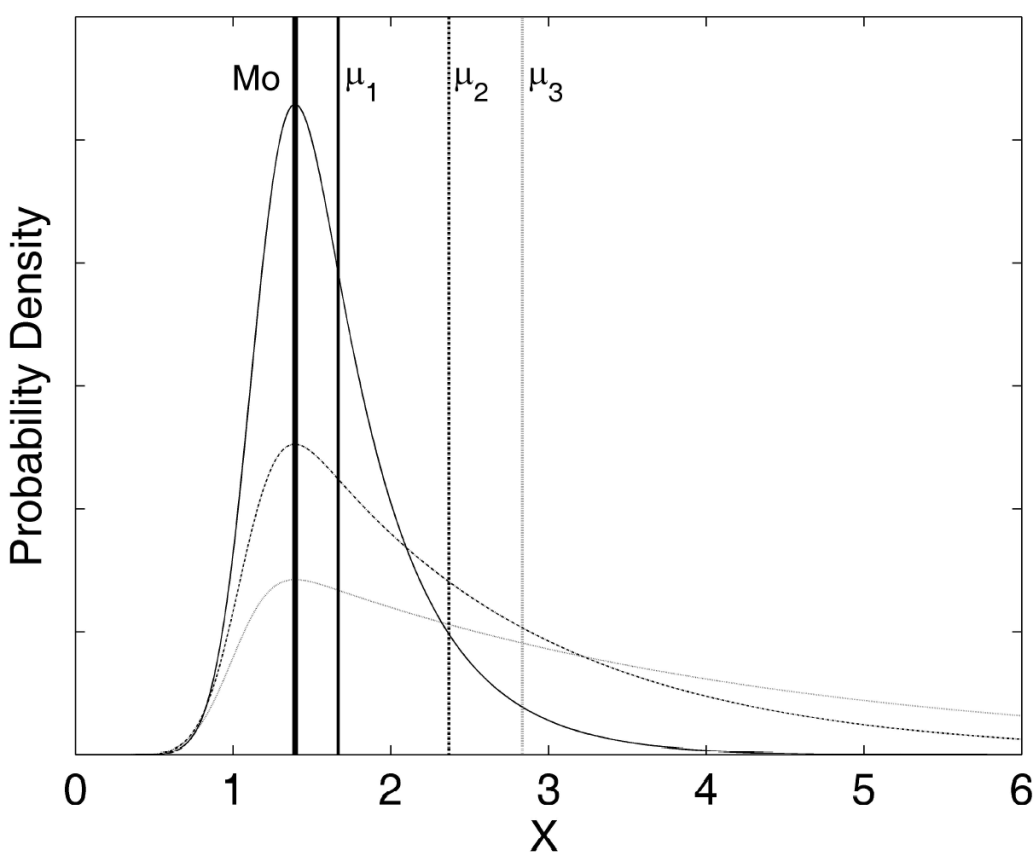 Mo μ1 μ2 μ3
Probability Density
0 1 2 3 4 5 6
X